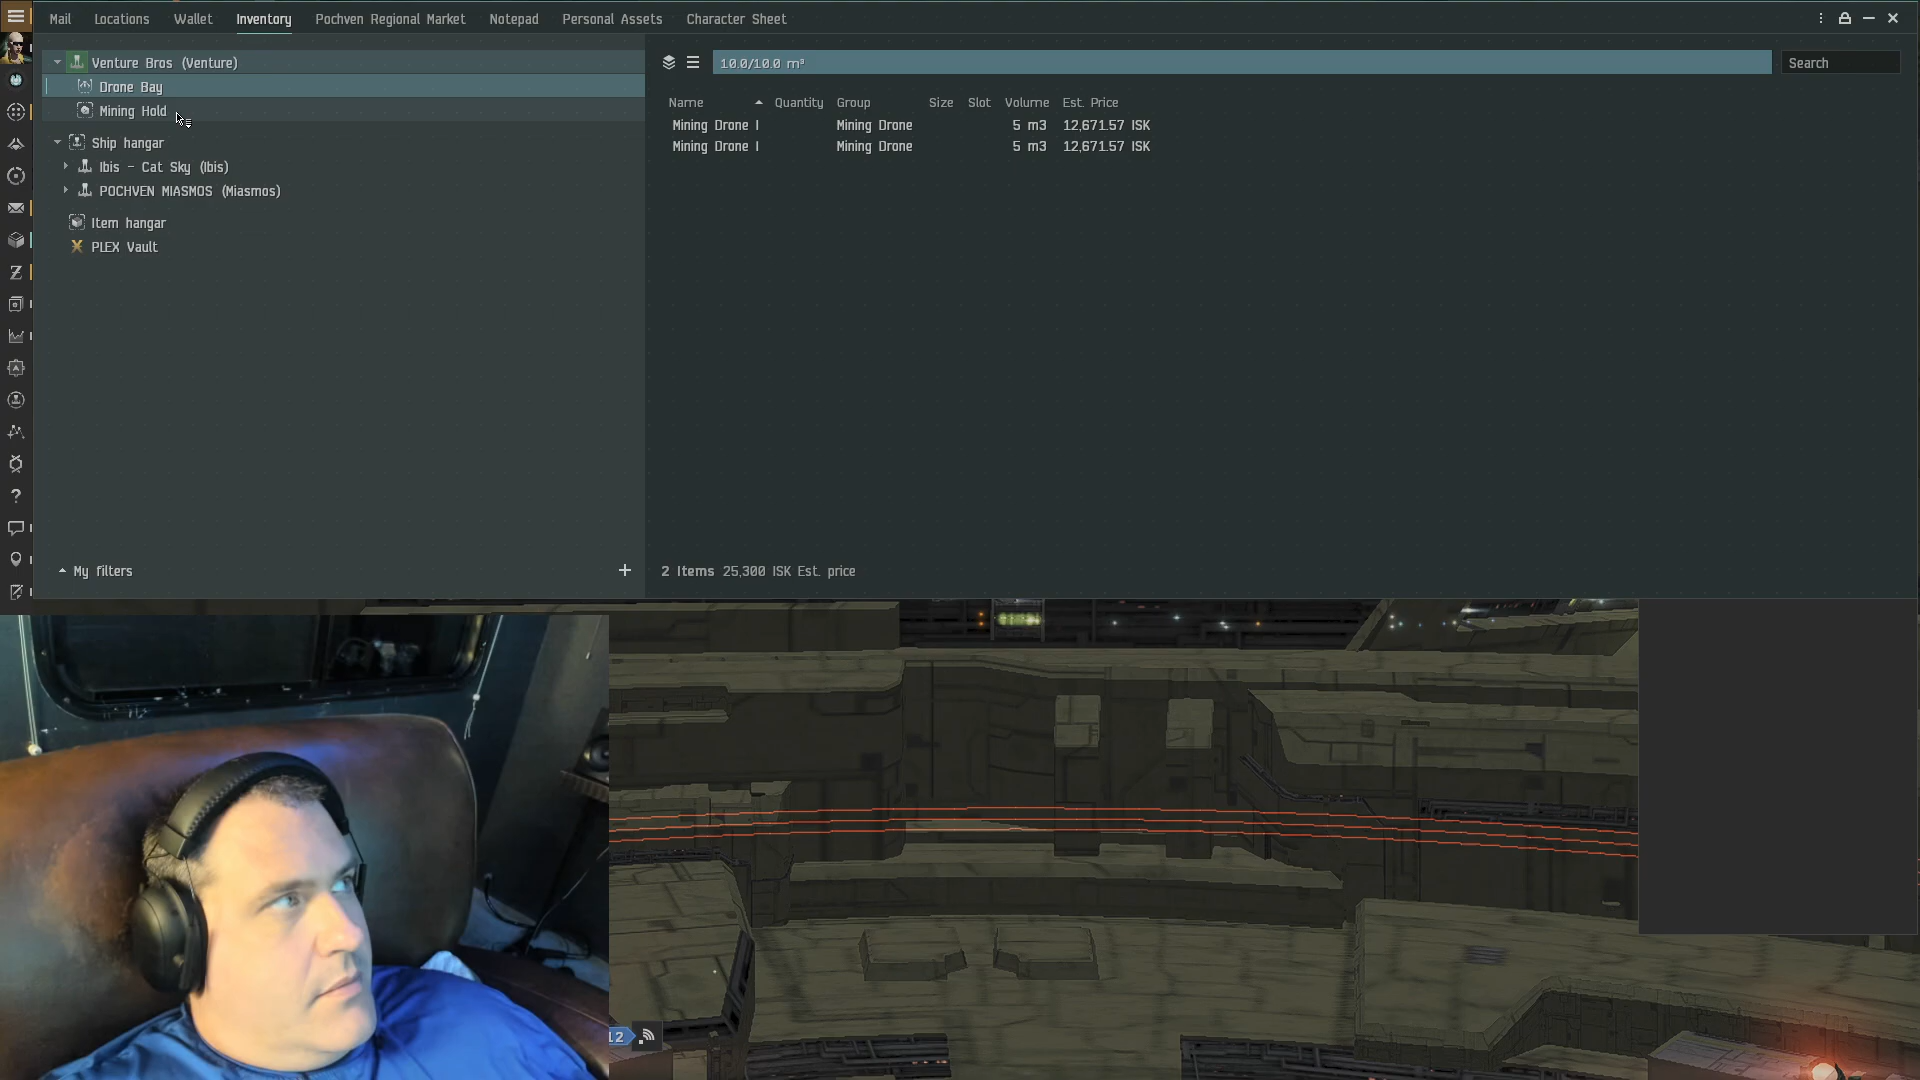 Mail Locations Wallet Inventory Pochven Regional Market Notepad Personal Assets Character Sheet
Venture Bros (Venture)
Drone Bay
Mining Hold
Ship hangar
Ibis - Cat Sky (Ibis)
POCHVEN MIASMOS (Miasmos)
Item hangar
PLEX Vault
My filters
10.0/10.0 m³
Search
Name Quantity Group Size Slot Volume Est. Price
Mining Drone I Mining Drone 5 m3 12,671.57 ISK
Mining Drone I Mining Drone 5 m3 12,671.57 ISK
2 Items 25,300 ISK Est. price
12